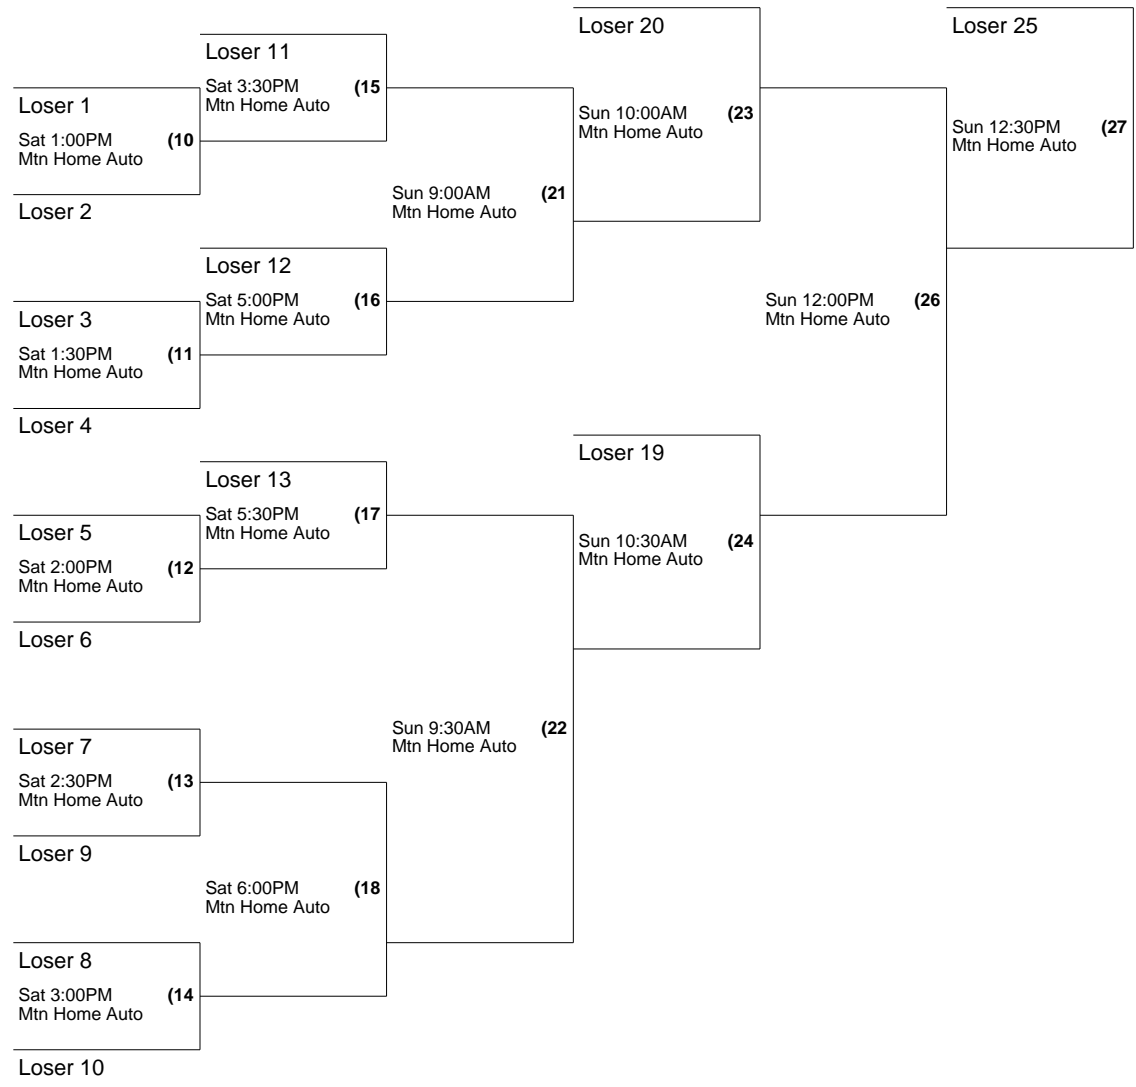 Loser 20
Loser 25
Loser 11
Sat 3:30PM (15
Mtn Home Auto
Loser 1
Sat 1:00PM (10
Mtn Home Auto
Loser 2
Sun 10:00AM (23
Mtn Home Auto
Sun 12:30PM (27
Mtn Home Auto
Sun 9:00AM (21
Mtn Home Auto
Loser 12
Sat 5:00PM (16
Mtn Home Auto
Loser 3
Sat 1:30PM (11
Mtn Home Auto
Loser 4
Sun 12:00PM (26
Mtn Home Auto
Loser 19
Loser 13
Sat 5:30PM (17
Mtn Home Auto
Loser 5
Sat 2:00PM (12
Mtn Home Auto
Loser 6
Sun 10:30AM (24
Mtn Home Auto
Sun 9:30AM (22
Mtn Home Auto
Loser 7
Sat 2:30PM (13
Mtn Home Auto
Loser 9
Sat 6:00PM (18
Mtn Home Auto
Loser 8
Sat 3:00PM (14
Mtn Home Auto
Loser 10